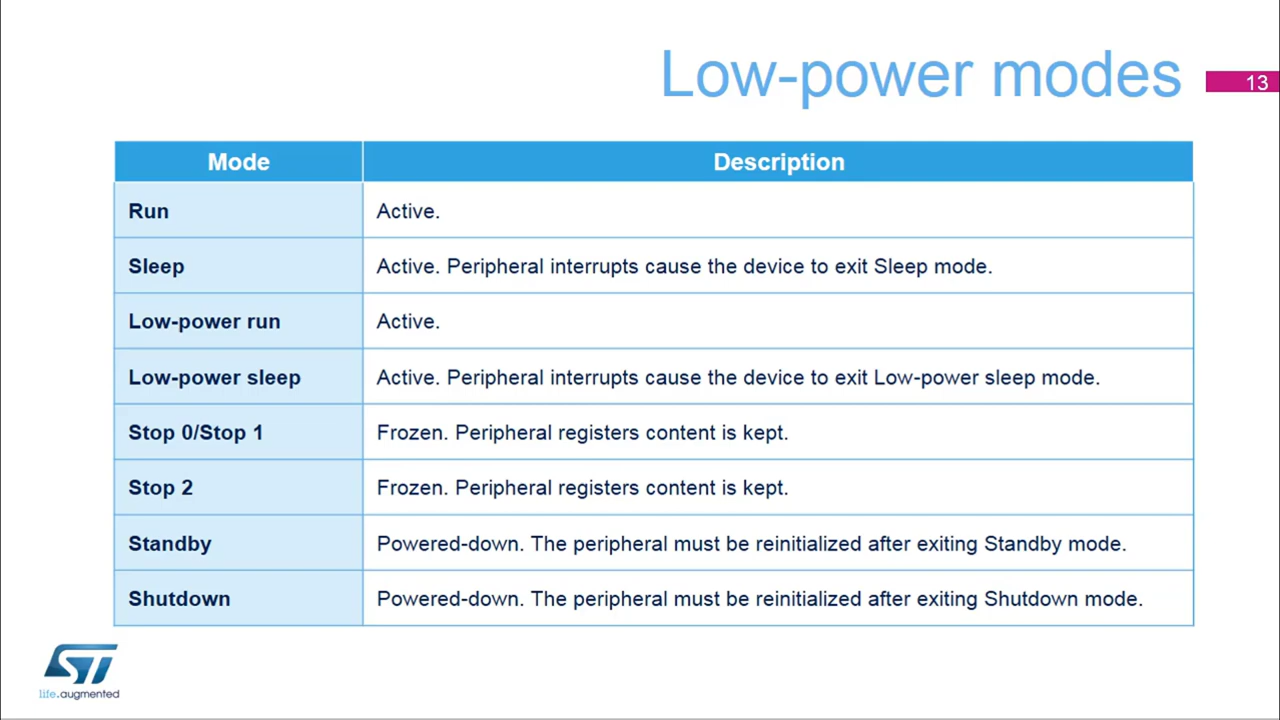 Low-power modes
13
Mode Description
Run Active.
Sleep Active. Peripheral interrupts cause the device to exit Sleep mode.
Low-power run Active.
Low-power sleep Active. Peripheral interrupts cause the device to exit Low-power sleep mode.
Stop 0/Stop 1 Frozen. Peripheral registers content is kept.
Stop 2 Frozen. Peripheral registers content is kept.
Standby Powered-down. The peripheral must be reinitialized after exiting Standby mode.
Shutdown Powered-down. The peripheral must be reinitialized after exiting Shutdown mode.
ST
life.augmented